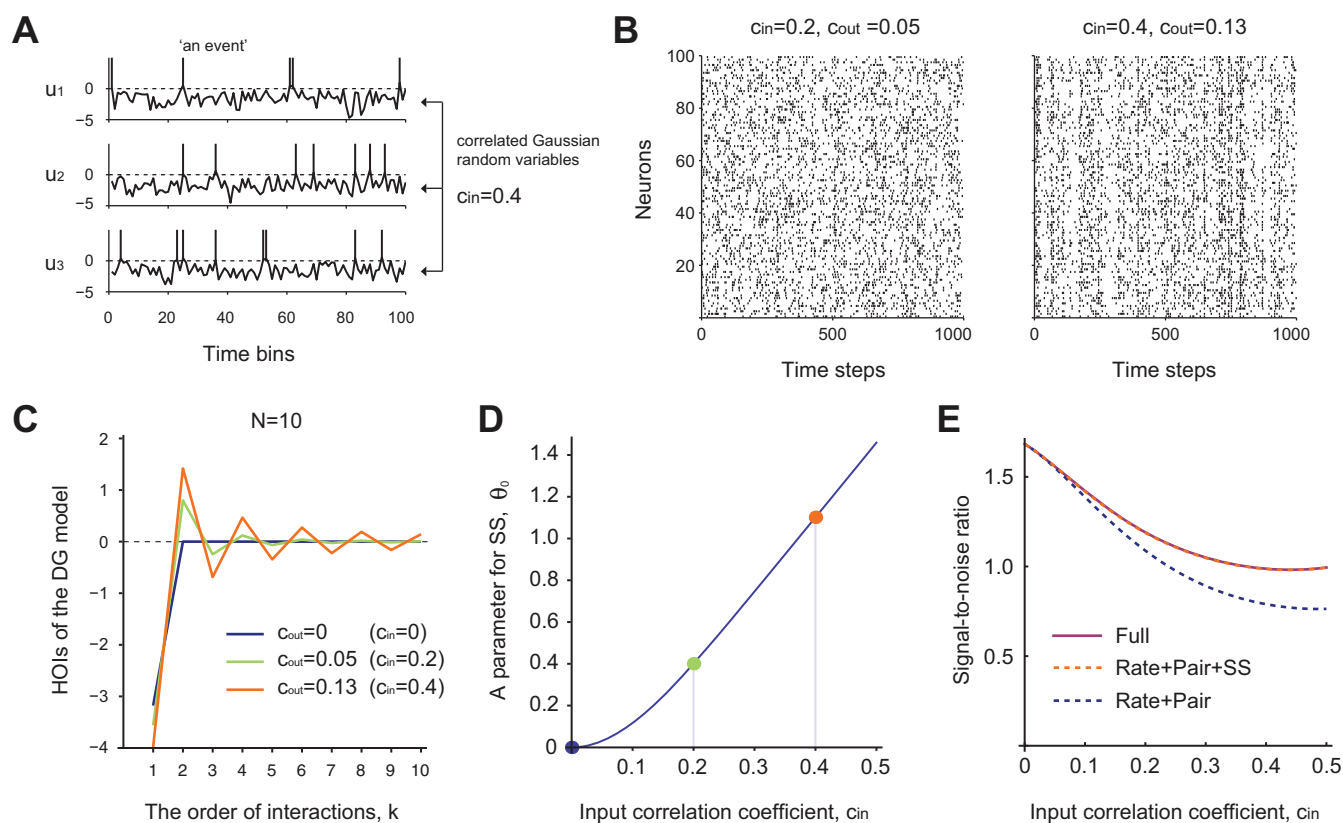 A
'an event'
u1
0
−5
u2
0
−5
u3
0
−5
0 20 40 60 80 100
Time bins
correlated Gaussian
random variables
cin=0.4
B
cin=0.2, cout =0.05
cin=0.4, cout=0.13
Neurons
100
80
60
40
20
0 500 1000
0 500 1000
Time steps
Time steps
C
N=10
HOIs of the DG model
2
1
0
−1
−2
−3
−4
cout=0 (cin=0)
cout=0.05 (cin=0.2)
cout=0.13 (cin=0.4)
1 2 3 4 5 6 7 8 9 10
The order of interactions, k
D
A parameter for SS, θ0
1.4
1.2
1.0
0.8
0.6
0.4
0.2
0
0.1 0.2 0.3 0.4 0.5
Input correlation coefficient, cin
E
Signal-to-noise ratio
1.5
1.0
0.5
Full
Rate+Pair+SS
Rate+Pair
0 0.1 0.2 0.3 0.4 0.5
Input correlation coefficient, cin